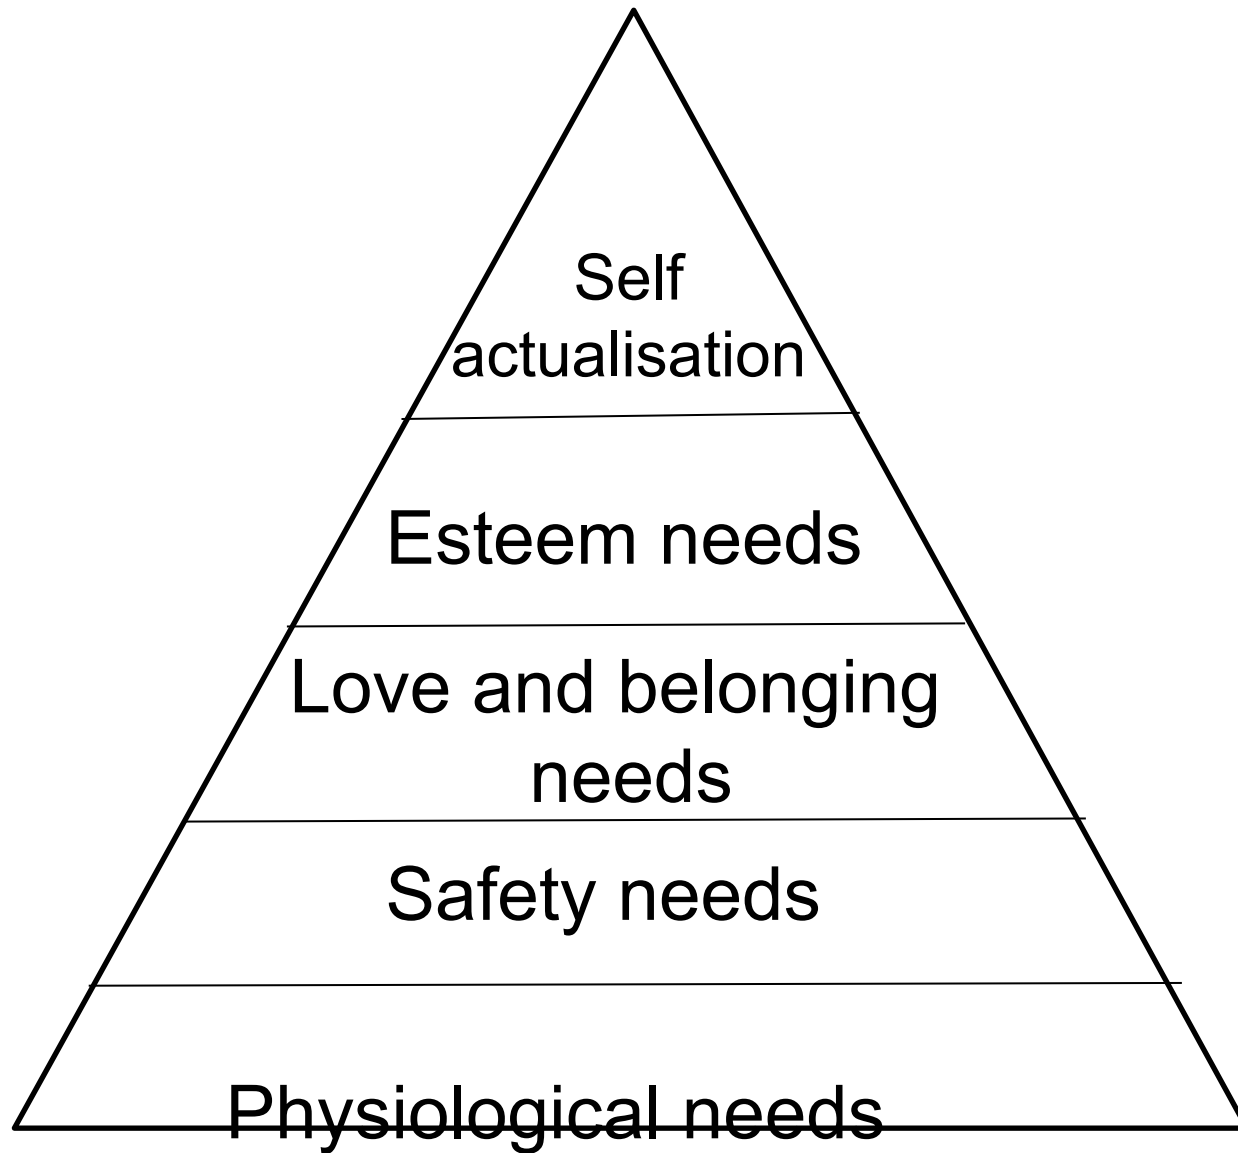 Self
actualisation
Esteem needs
Love and belonging
needs
Safety needs
Physiological needs